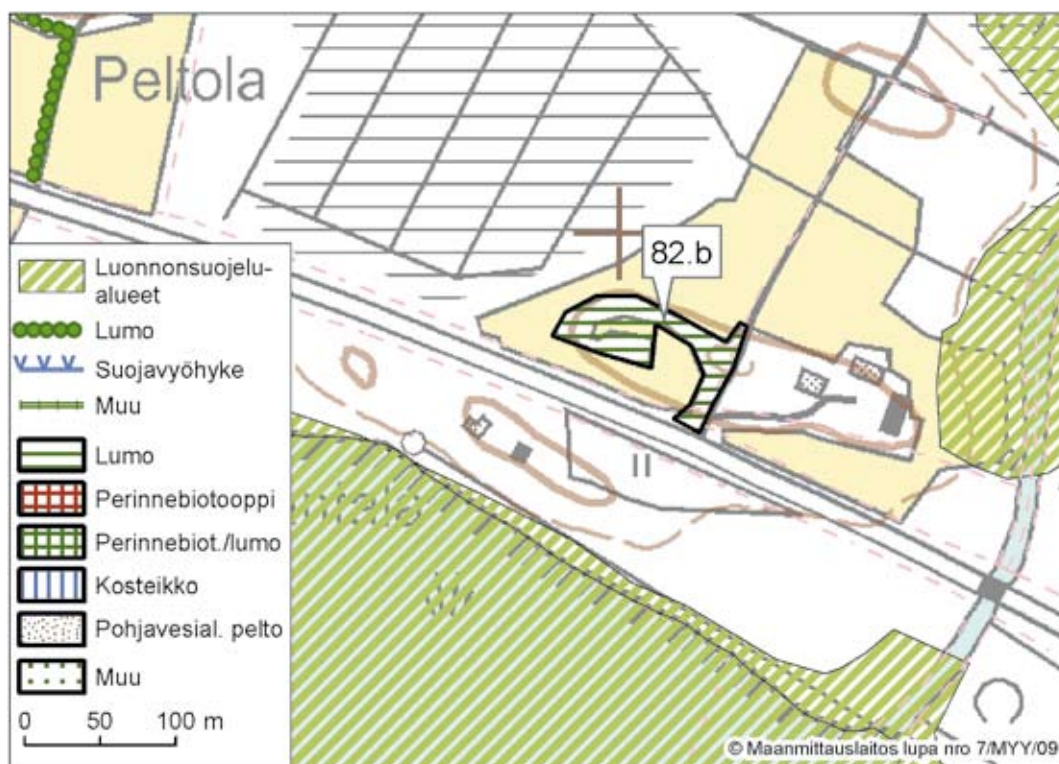 Peltola
82.b
Luonnonsuojelu-
alueet
Lumo
Suojavyöhyke
Muu
Lumo
Perinnebiotooppi
Perinnebiot./lumo
Kosteikko
Pohjavesial. pelto
Muu
0 50 100 m
© Maanmittauslaitos lupa nro 7/MYY/09